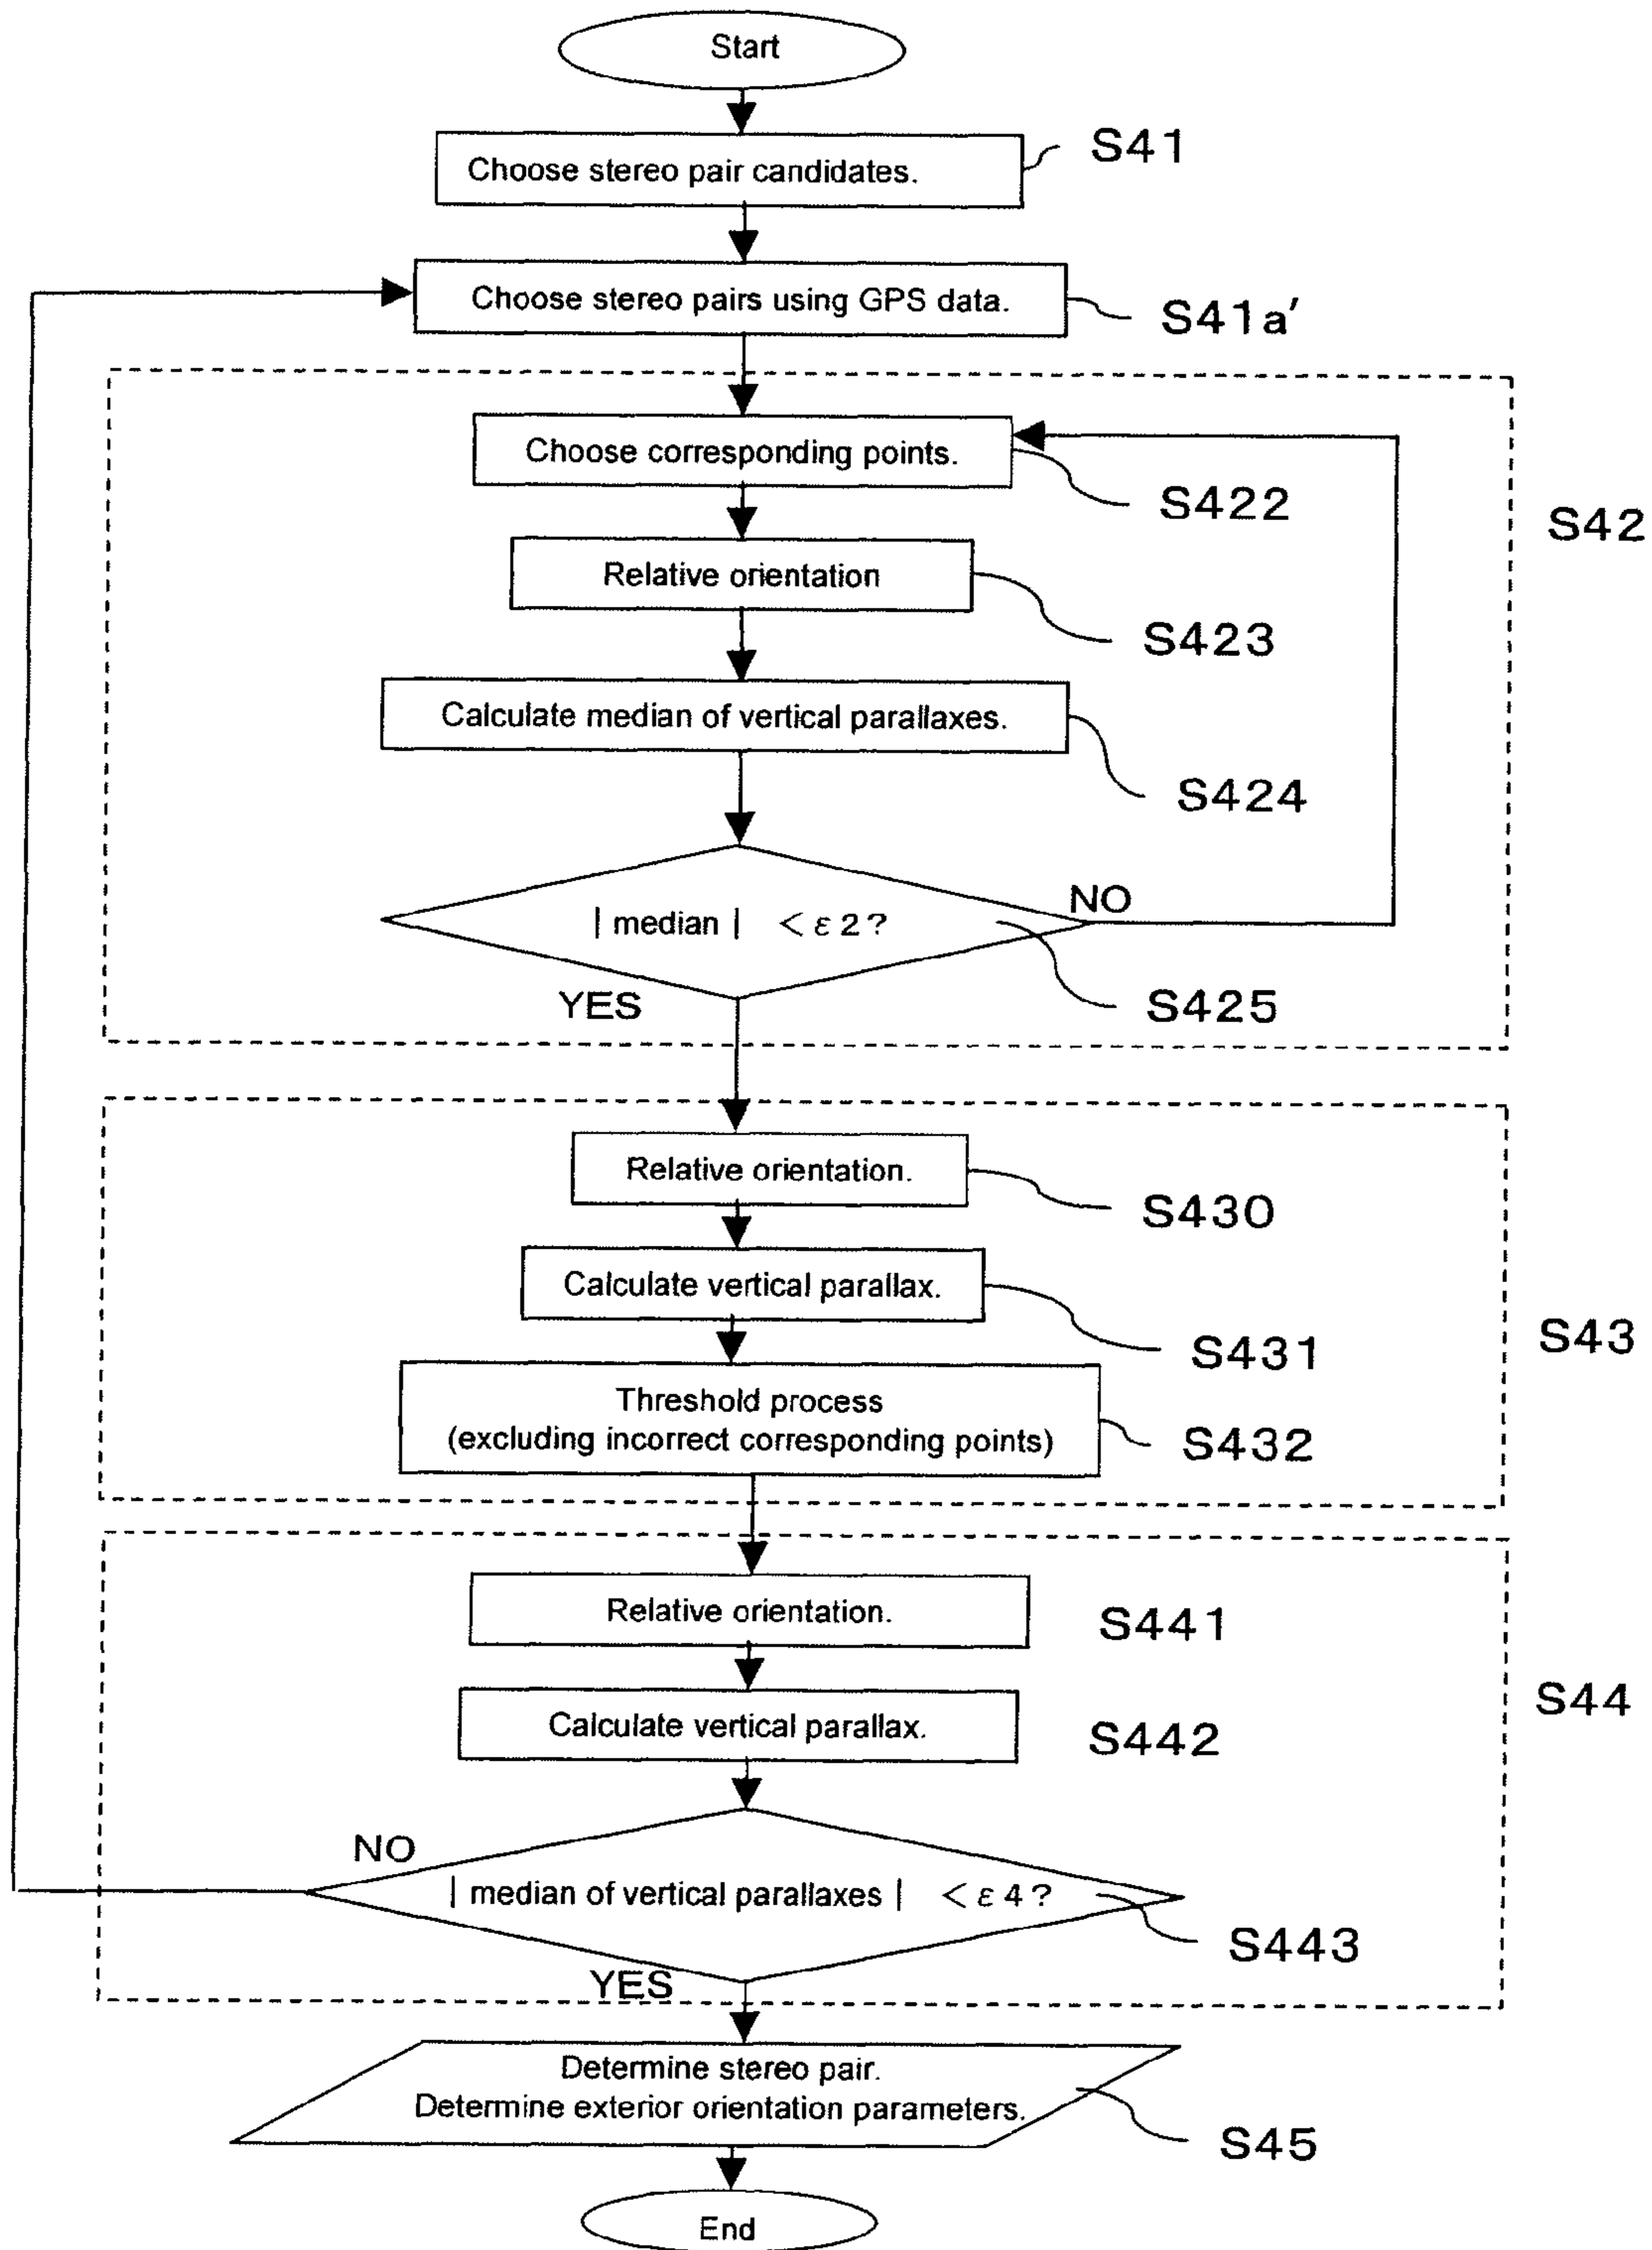 Start
Choose stereo pair candidates.
S41
Choose stereo pairs using GPS data.
S41a'
Choose corresponding points.
S422
S42
Relative orientation
S423
Calculate median of vertical parallaxes.
S424
| median | < ε 2 ?
NO
S425
YES
Relative orientation.
S430
Calculate vertical parallax.
S431
S43
Threshold process
(excluding incorrect corresponding points)
S432
Relative orientation.
S441
S44
Calculate vertical parallax.
S442
NO
| median of vertical parallaxes | < ε 4 ?
S443
YES
Determine stereo pair.
Determine exterior orientation parameters.
S45
End